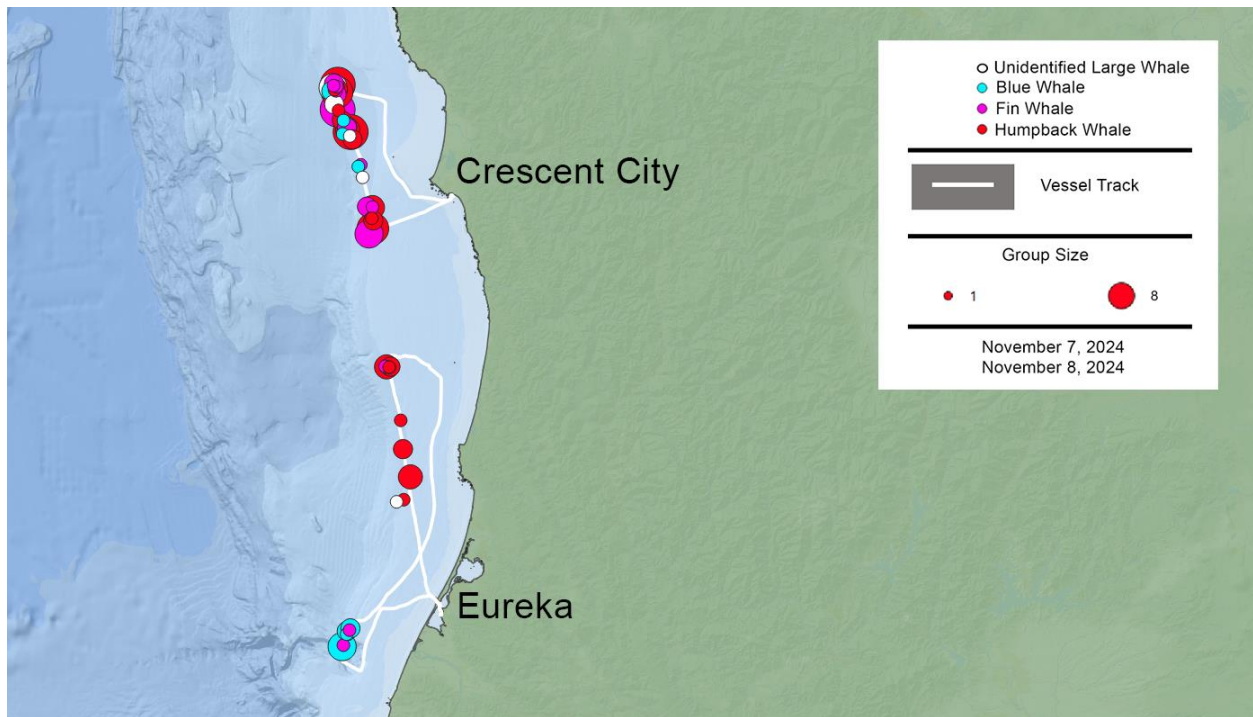 Unidentified Large Whale
Blue Whale
Fin Whale
Humpback Whale
Vessel Track
Group Size
1 8
November 7, 2024
November 8, 2024
Crescent City
Eureka